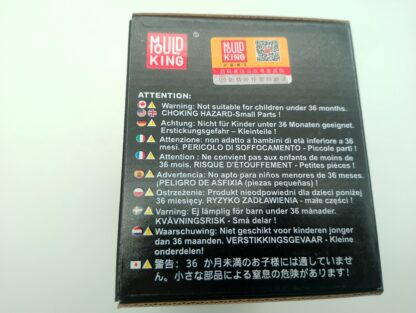 MOULD
KING
®
MOULD
KING
ATTENTION:
Warning: Not suitable for children under 36 months.
CHOKING HAZARD-Small Parts !
Achtung: Nicht für Kinder unter 36 Monaten geeignet.
Erstickungsgefahr – Kleinteile !
Attenzione: non adatto a bambini di età inferiore a 36
mesi. PERICOLO DI SOFFOCAMENTO - Piccole parti !
Attention : Ne convient pas aux enfants de moins de
36 mois. RISQUE D'ÉTOUFFEMENT - Petites pièces !
Advertencia: No apto para niños menores de 36 meses.
¡PELIGRO DE ASFIXIA (piezas pequeñas) !
Ostrzeżenie: Produkt nieodpowiedni dla dzieci poniżej
36 miesięcy. RYZYKO ZADŁAWIENIA - małe części !
Varning: Ej lämplig för barn under 36 månader.
KVÄVNINGSRISK - Små delar !
Waarschuwing: Niet geschikt voor kinderen jonger
dan 36 maanden. VERSTIKKINGSGEVAAR - Kleine
onderdelen!
警告: 36 か月未満のお子様には適していませ
ん。小さな部品による窒息の危険があります!